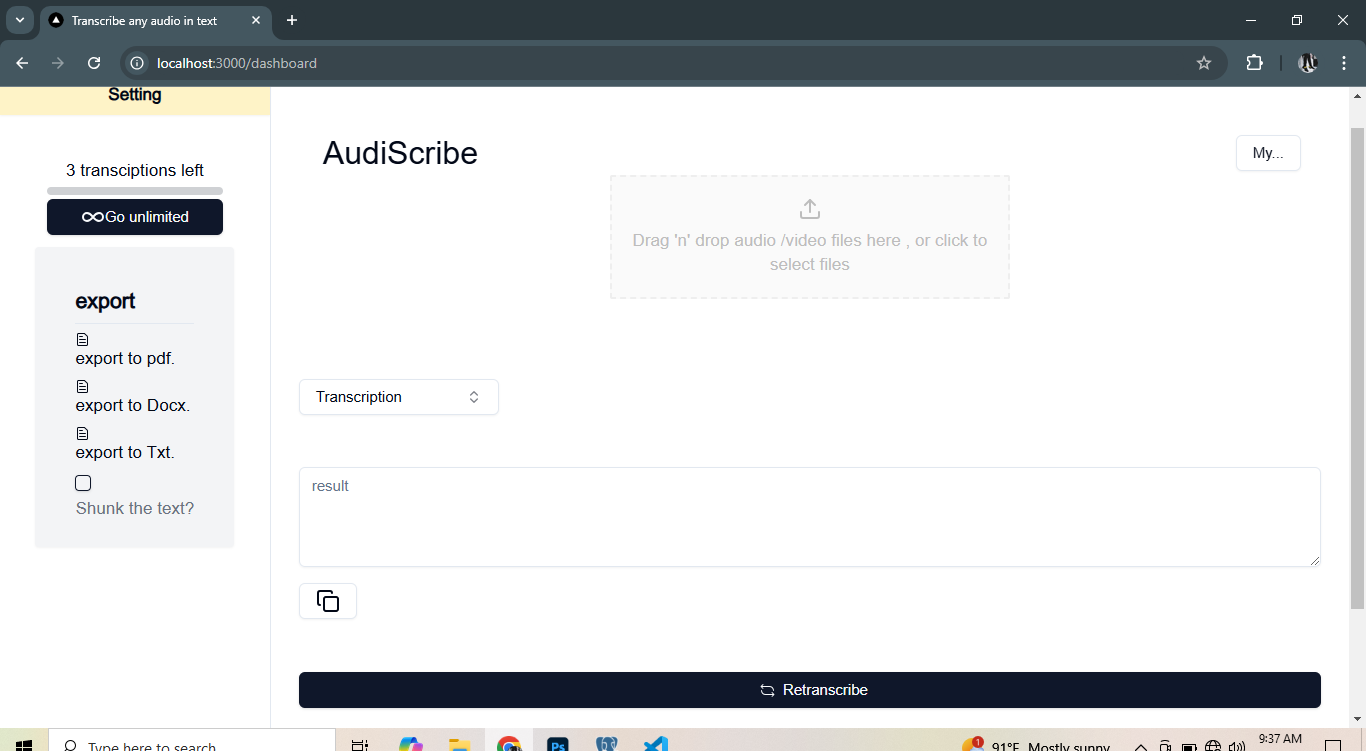 Transcribe any audio in text
localhost:3000/dashboard
Setting
3 transciptions left
Go unlimited
export
export to pdf.
export to Docx.
export to Txt.
Shunk the text?
AudiScribe
My...
Drag 'n' drop audio /video files here , or click to
select files
Transcription
result
Retranscribe
Type here to search
Ps
1
91°F Mostly sunny
9:37 AM